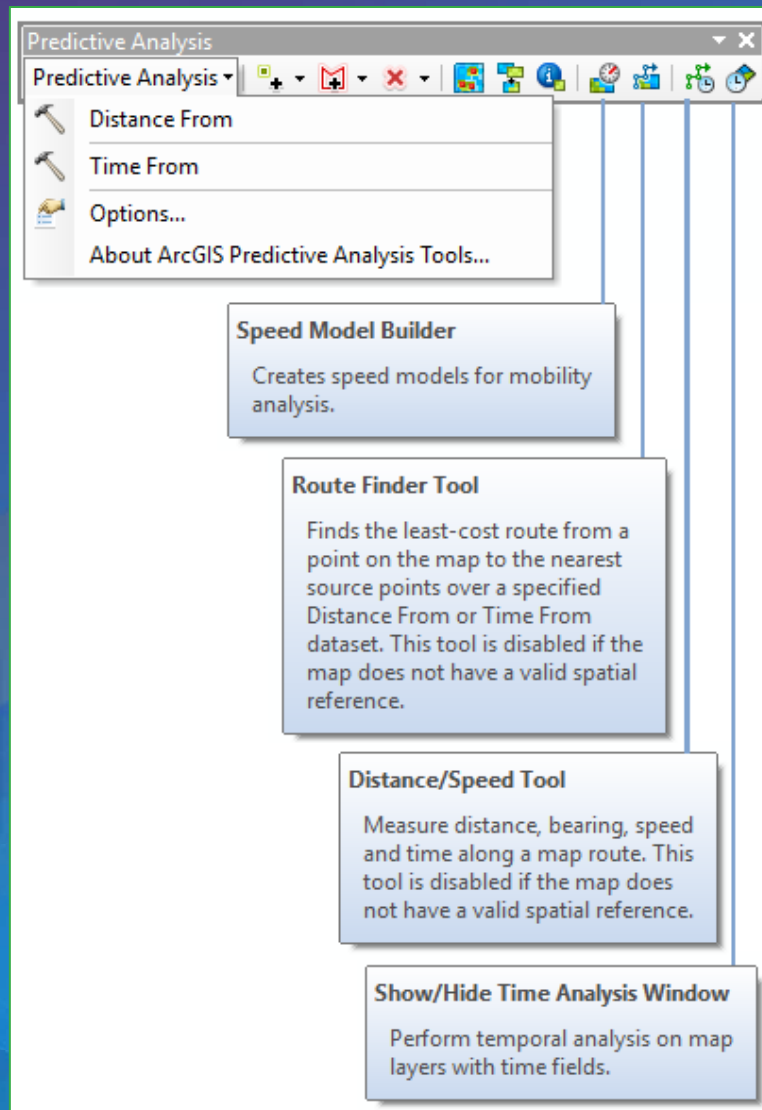 Predictive Analysis
Predictive Analysis
Distance From
Time From
Options...
About ArcGIS Predictive Analysis Tools...
Speed Model Builder
Creates speed models for mobility
analysis.
Route Finder Tool
Finds the least-cost route from a
point on the map to the nearest
source points over a specified
Distance From or Time From
dataset. This tool is disabled if the
map does not have a valid spatial
reference.
Distance/Speed Tool
Measure distance, bearing, speed
and time along a map route. This
tool is disabled if the map does
not have a valid spatial reference.
Show/Hide Time Analysis Window
Perform temporal analysis on map
layers with time fields.